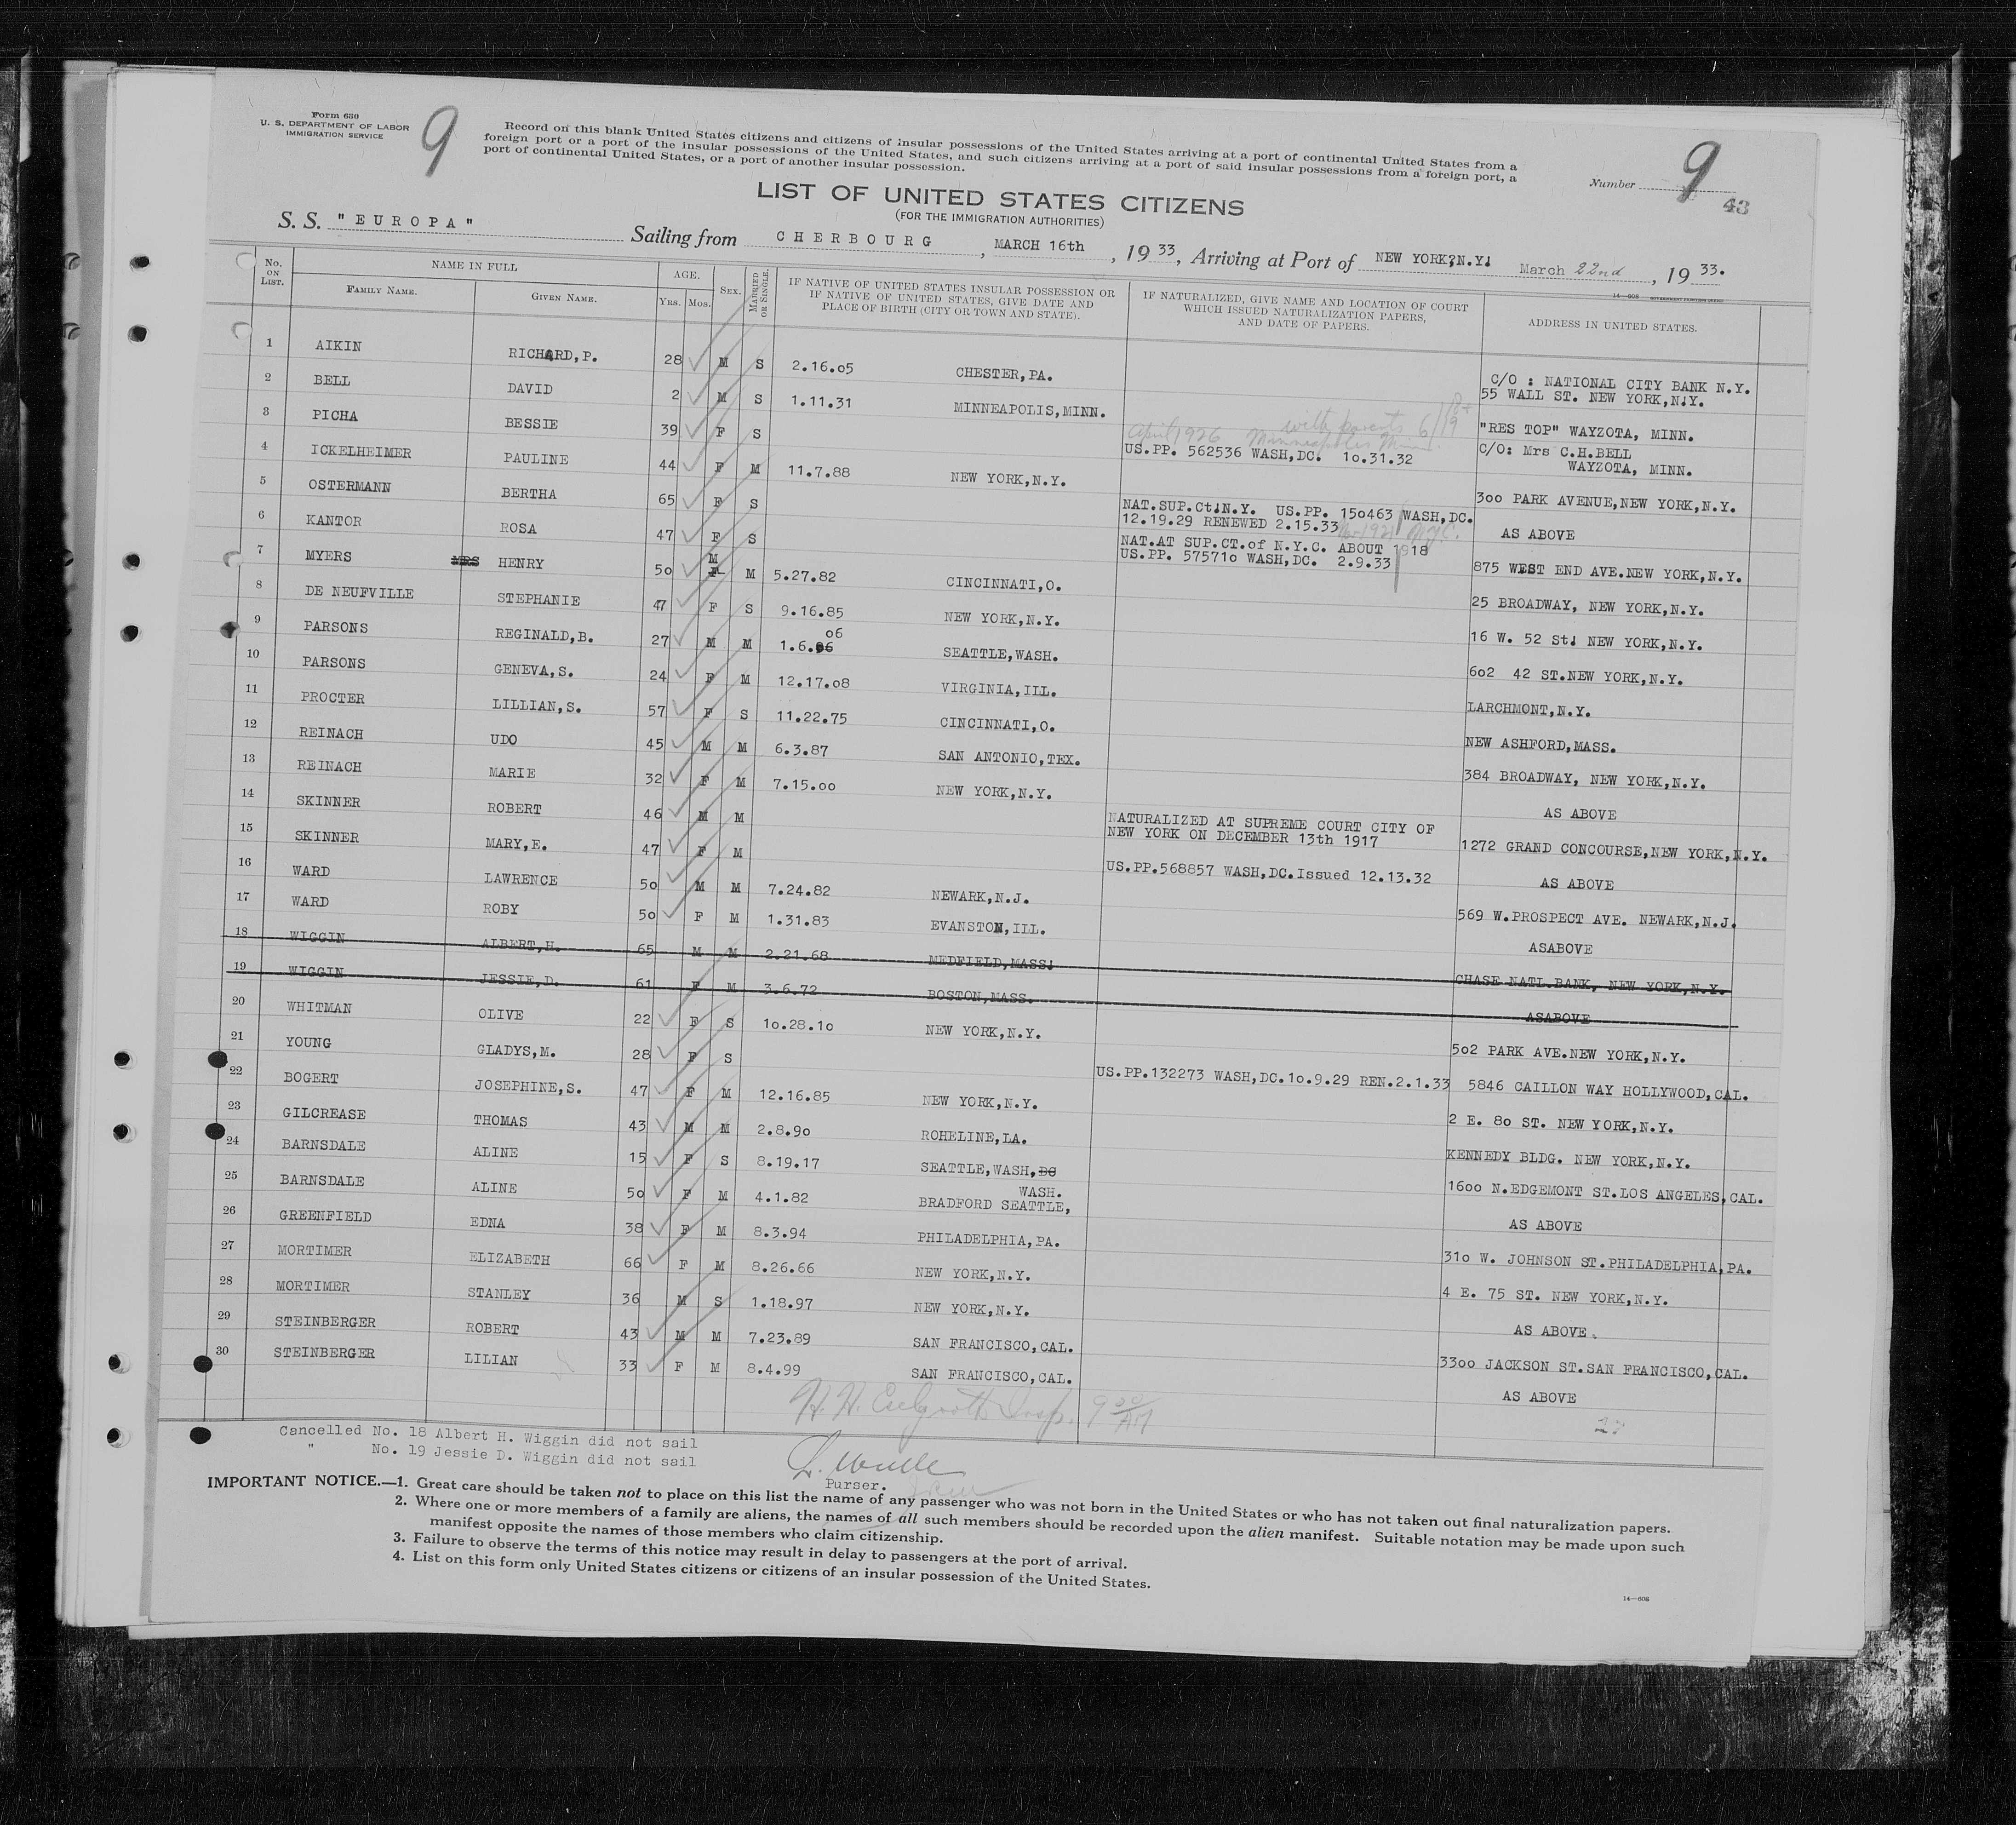 Form 630
U. S. DEPARTMENT OF LABOR
IMMIGRATION SERVICE
9
Record on this blank United States citizens and citizens of insular possessions of the United States arriving at a port of continental United States from a
foreign port or a port of the insular possessions of the United States, and such citizens arriving at a port of said insular possessions from a foreign port, a
port of continental United States, or a port of another insular possession.
Number 9
43
LIST OF UNITED STATES CITIZENS
(FOR THE IMMIGRATION AUTHORITIES)
S. S. "EUROPA" Sailing from CHERBOURG, MARCH 16th, 1933, Arriving at Port of NEW YORK,N.Y. March 22nd, 1933.
14—608 GOVERNMENT PRINTING OFFICE
No. ON LIST. NAME IN FULL AGE. SEX. MARRIED OR SINGLE. IF NATIVE OF UNITED STATES INSULAR POSSESSION OR IF NATIVE OF UNITED STATES, GIVE DATE AND PLACE OF BIRTH (CITY OR TOWN AND STATE). IF NATURALIZED, GIVE NAME AND LOCATION OF COURT WHICH ISSUED NATURALIZATION PAPERS, AND DATE OF PAPERS. ADDRESS IN UNITED STATES.
FAMILY NAME. GIVEN NAME. YRS. MOS.
1 AIKIN RICHARD,P. 28 M S 2.16.05 CHESTER,PA. C/O : NATIONAL CITY BANK N.Y. 55 WALL ST. NEW YORK,N.Y.
2 BELL DAVID 2 M S 1.11.31 MINNEAPOLIS,MINN. "RES TOP" WAYZOTA, MINN.
3 PICHA BESSIE 39 F S April 1926 with parents Minneapolis Minn. US.PP. 562536 WASH,DC. 10.31.32 C/O: Mrs C.H.BELL WAYZOTA, MINN.
4 ICKELHEIMER PAULINE 44 F M 11.7.88 NEW YORK,N.Y. 300 PARK AVENUE,NEW YORK,N.Y.
5 OSTERMANN BERTHA 65 F S NAT.SUP.Ct.N.Y. US.PP. 150463 WASH,DC. 12.19.29 RENEWED 2.15.33 AS ABOVE
6 KANTOR ROSA 47 F S NAT.AT SUP.CT.of N.Y.C. ABOUT 1918 US.PP. 575710 WASH,DC. 2.9.33 875 WEST END AVE.NEW YORK,N.Y.
7 MYERS MRS HENRY 50 M F M 5.27.82 CINCINNATI,O. 25 BROADWAY, NEW YORK,N.Y.
8 DE NEUFVILLE STEPHANIE 47 F S 9.16.85 NEW YORK,N.Y. 16 W. 52 St. NEW YORK,N.Y.
9 PARSONS REGINALD,B. 27 M M 1.6.06 SEATTLE,WASH. 602 42 ST.NEW YORK,N.Y.
10 PARSONS GENEVA,S. 24 F M 12.17.08 VIRGINIA,ILL. LARCHMONT,N.Y.
11 PROCTER LILLIAN,S. 57 F S 11.22.75 CINCINNATI,O. NEW ASHFORD,MASS.
12 REINACH UDO 45 M M 6.3.87 SAN ANTONIO,TEX. 384 BROADWAY, NEW YORK,N.Y.
13 REINACH MARIE 32 F M 7.15.00 NEW YORK,N.Y. AS ABOVE
14 SKINNER ROBERT 46 M M NATURALIZED AT SUPREME COURT CITY OF NEW YORK ON DECEMBER 13th 1917 1272 GRAND CONCOURSE,NEW YORK,N.Y.
15 SKINNER MARY,E. 47 F M US.PP.568857 WASH,DC.Issued 12.13.32 AS ABOVE
16 WARD LAWRENCE 50 M M 7.24.82 NEWARK,N.J. 569 W.PROSPECT AVE. NEWARK,N.J.
17 WARD ROBY 50 F M 1.31.83 EVANSTON,ILL. ASABOVE
18 WIGGIN ALBERT,H. 65 M M 2.21.68 MEDFIELD,MASS. CHASE NATL.BANK, NEW YORK,N.Y.
19 WIGGIN JESSIE,D. 61 F M 3.6.72 BOSTON,MASS. ASABOVE
20 WHITMAN OLIVE 22 F S 10.28.10 NEW YORK,N.Y. 502 PARK AVE.NEW YORK,N.Y.
21 YOUNG GLADYS,M. 28 F S US.PP.132273 WASH,DC.10.9.29 REN.2.1.33 5846 CAILLON WAY HOLLYWOOD,CAL.
22 BOGERT JOSEPHINE,S. 47 F M 12.16.85 NEW YORK,N.Y. 2 E. 80 ST. NEW YORK,N.Y.
23 GILCREASE THOMAS 43 M M 2.8.90 ROHELINE,LA. KENNEDY BLDG. NEW YORK,N.Y.
24 BARNSDALE ALINE 15 F S 8.19.17 SEATTLE,WASH,DC 1600 N.EDGEMONT ST.LOS ANGELES,CAL.
25 BARNSDALE ALINE 50 F M 4.1.82 BRADFORD SEATTLE, WASH. AS ABOVE
26 GREENFIELD EDNA 38 F M 8.3.94 PHILADELPHIA,PA. 310 W. JOHNSON ST.PHILADELPHIA,PA.
27 MORTIMER ELIZABETH 66 F M 8.26.66 NEW YORK,N.Y. 4 E. 75 ST. NEW YORK,N.Y.
28 MORTIMER STANLEY 36 M S 1.18.97 NEW YORK,N.Y. AS ABOVE.
29 STEINBERGER ROBERT 43 M M 7.23.89 SAN FRANCISCO,CAL. 3300 JACKSON ST.SAN FRANCISCO,CAL.
30 STEINBERGER LILIAN 33 F M 8.4.99 SAN FRANCISCO,CAL. AS ABOVE
Insp. 9 00 AM
Cancelled No. 18 Albert H. Wiggin did not sail
" No. 19 Jessie D. Wiggin did not sail
Purser.
IMPORTANT NOTICE.—1. Great care should be taken not to place on this list the name of any passenger who was not born in the United States or who has not taken out final naturalization papers.
2. Where one or more members of a family are aliens, the names of all such members should be recorded upon the alien manifest. Suitable notation may be made upon such
manifest opposite the names of those members who claim citizenship.
3. Failure to observe the terms of this notice may result in delay to passengers at the port of arrival.
4. List on this form only United States citizens or citizens of an insular possession of the United States.
14—608